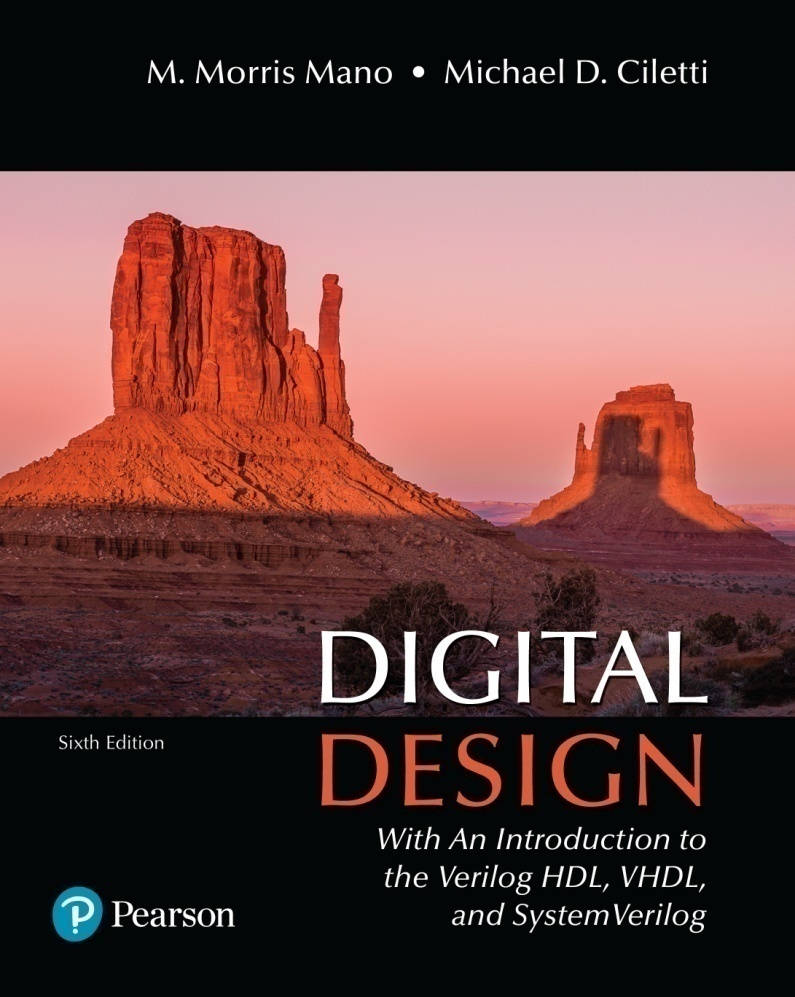 M. Morris Mano • Michael D. Ciletti
DIGITAL
Sixth Edition
DESIGN
With An Introduction to
the Verilog HDL, VHDL,
and SystemVerilog
P Pearson